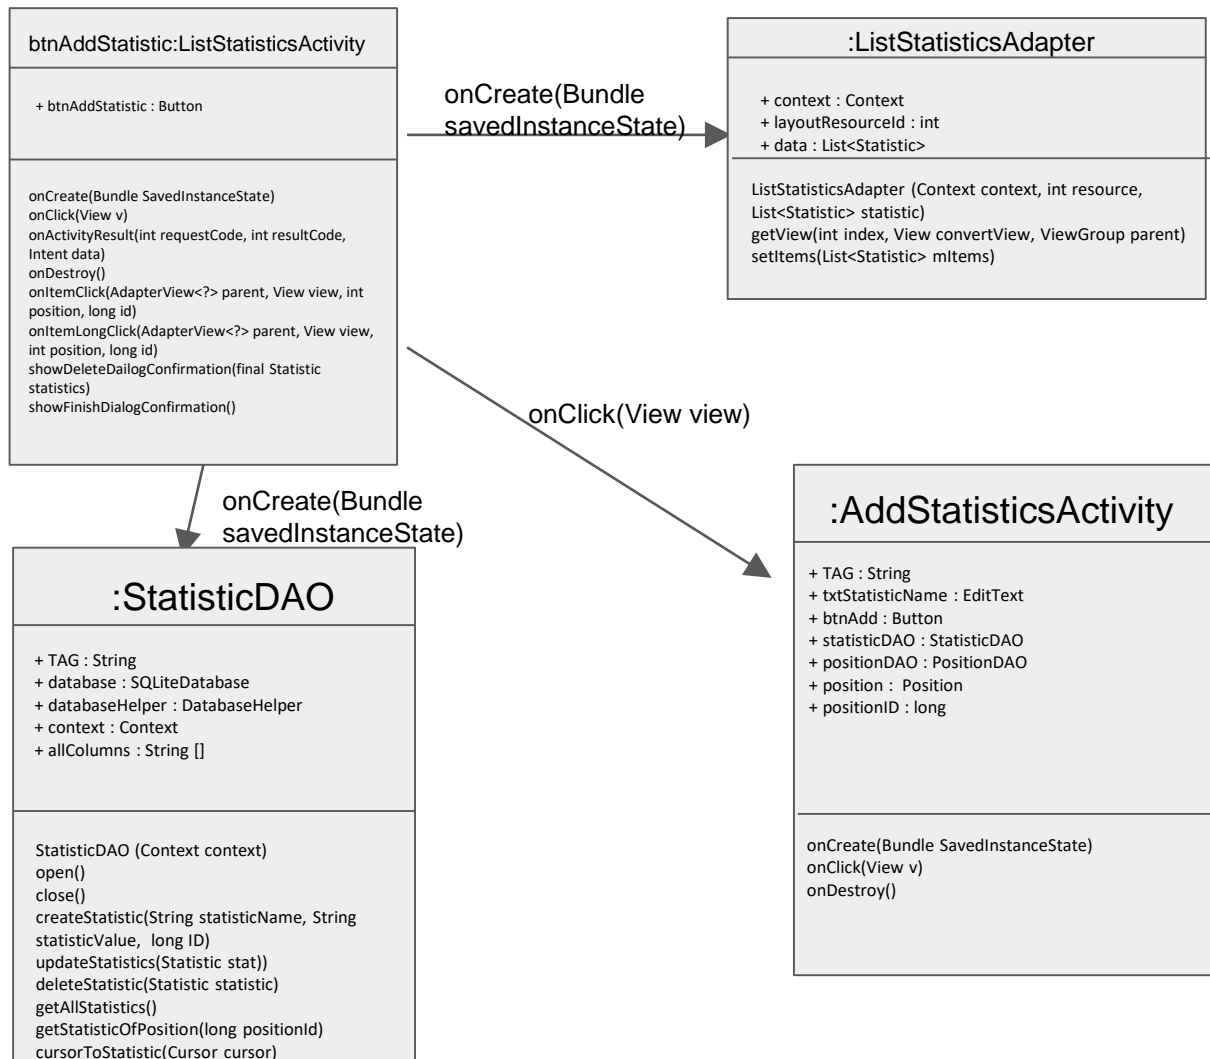 btnAddStatistic:ListStatisticsActivity
+ btnAddStatistic : Button
onCreate(Bundle SavedInstanceState)
onClick(View v)
onActivityResult(int requestCode, int resultCode,
Intent data)
onDestroy()
onItemClick(AdapterView<?> parent, View view, int
position, long id)
onItemLongClick(AdapterView<?> parent, View view,
int position, long id)
showDeleteDailogConfirmation(final Statistic
statistics)
showFinishDialogConfirmation()
onCreate(Bundle
savedInstanceState)
:ListStatisticsAdapter
+ context : Context
+ layoutResourceId : int
+ data : List<Statistic>
ListStatisticsAdapter (Context context, int resource,
List<Statistic> statistic)
getView(int index, View convertView, ViewGroup parent)
setItems(List<Statistic> mItems)
onClick(View view)
onCreate(Bundle
savedInstanceState)
:StatisticDAO
+ TAG : String
+ database : SQLiteDatabase
+ databaseHelper : DatabaseHelper
+ context : Context
+ allColumns : String []
StatisticDAO (Context context)
open()
close()
createStatistic(String statisticName, String
statisticValue,  long ID)
updateStatistics(Statistic stat))
deleteStatistic(Statistic statistic)
getAllStatistics()
getStatisticOfPosition(long positionId)
cursorToStatistic(Cursor cursor)
:AddStatisticsActivity
+ TAG : String
+ txtStatisticName : EditText
+ btnAdd : Button
+ statisticDAO : StatisticDAO
+ positionDAO : PositionDAO
+ position :  Position
+ positionID : long
onCreate(Bundle SavedInstanceState)
onClick(View v)
onDestroy()